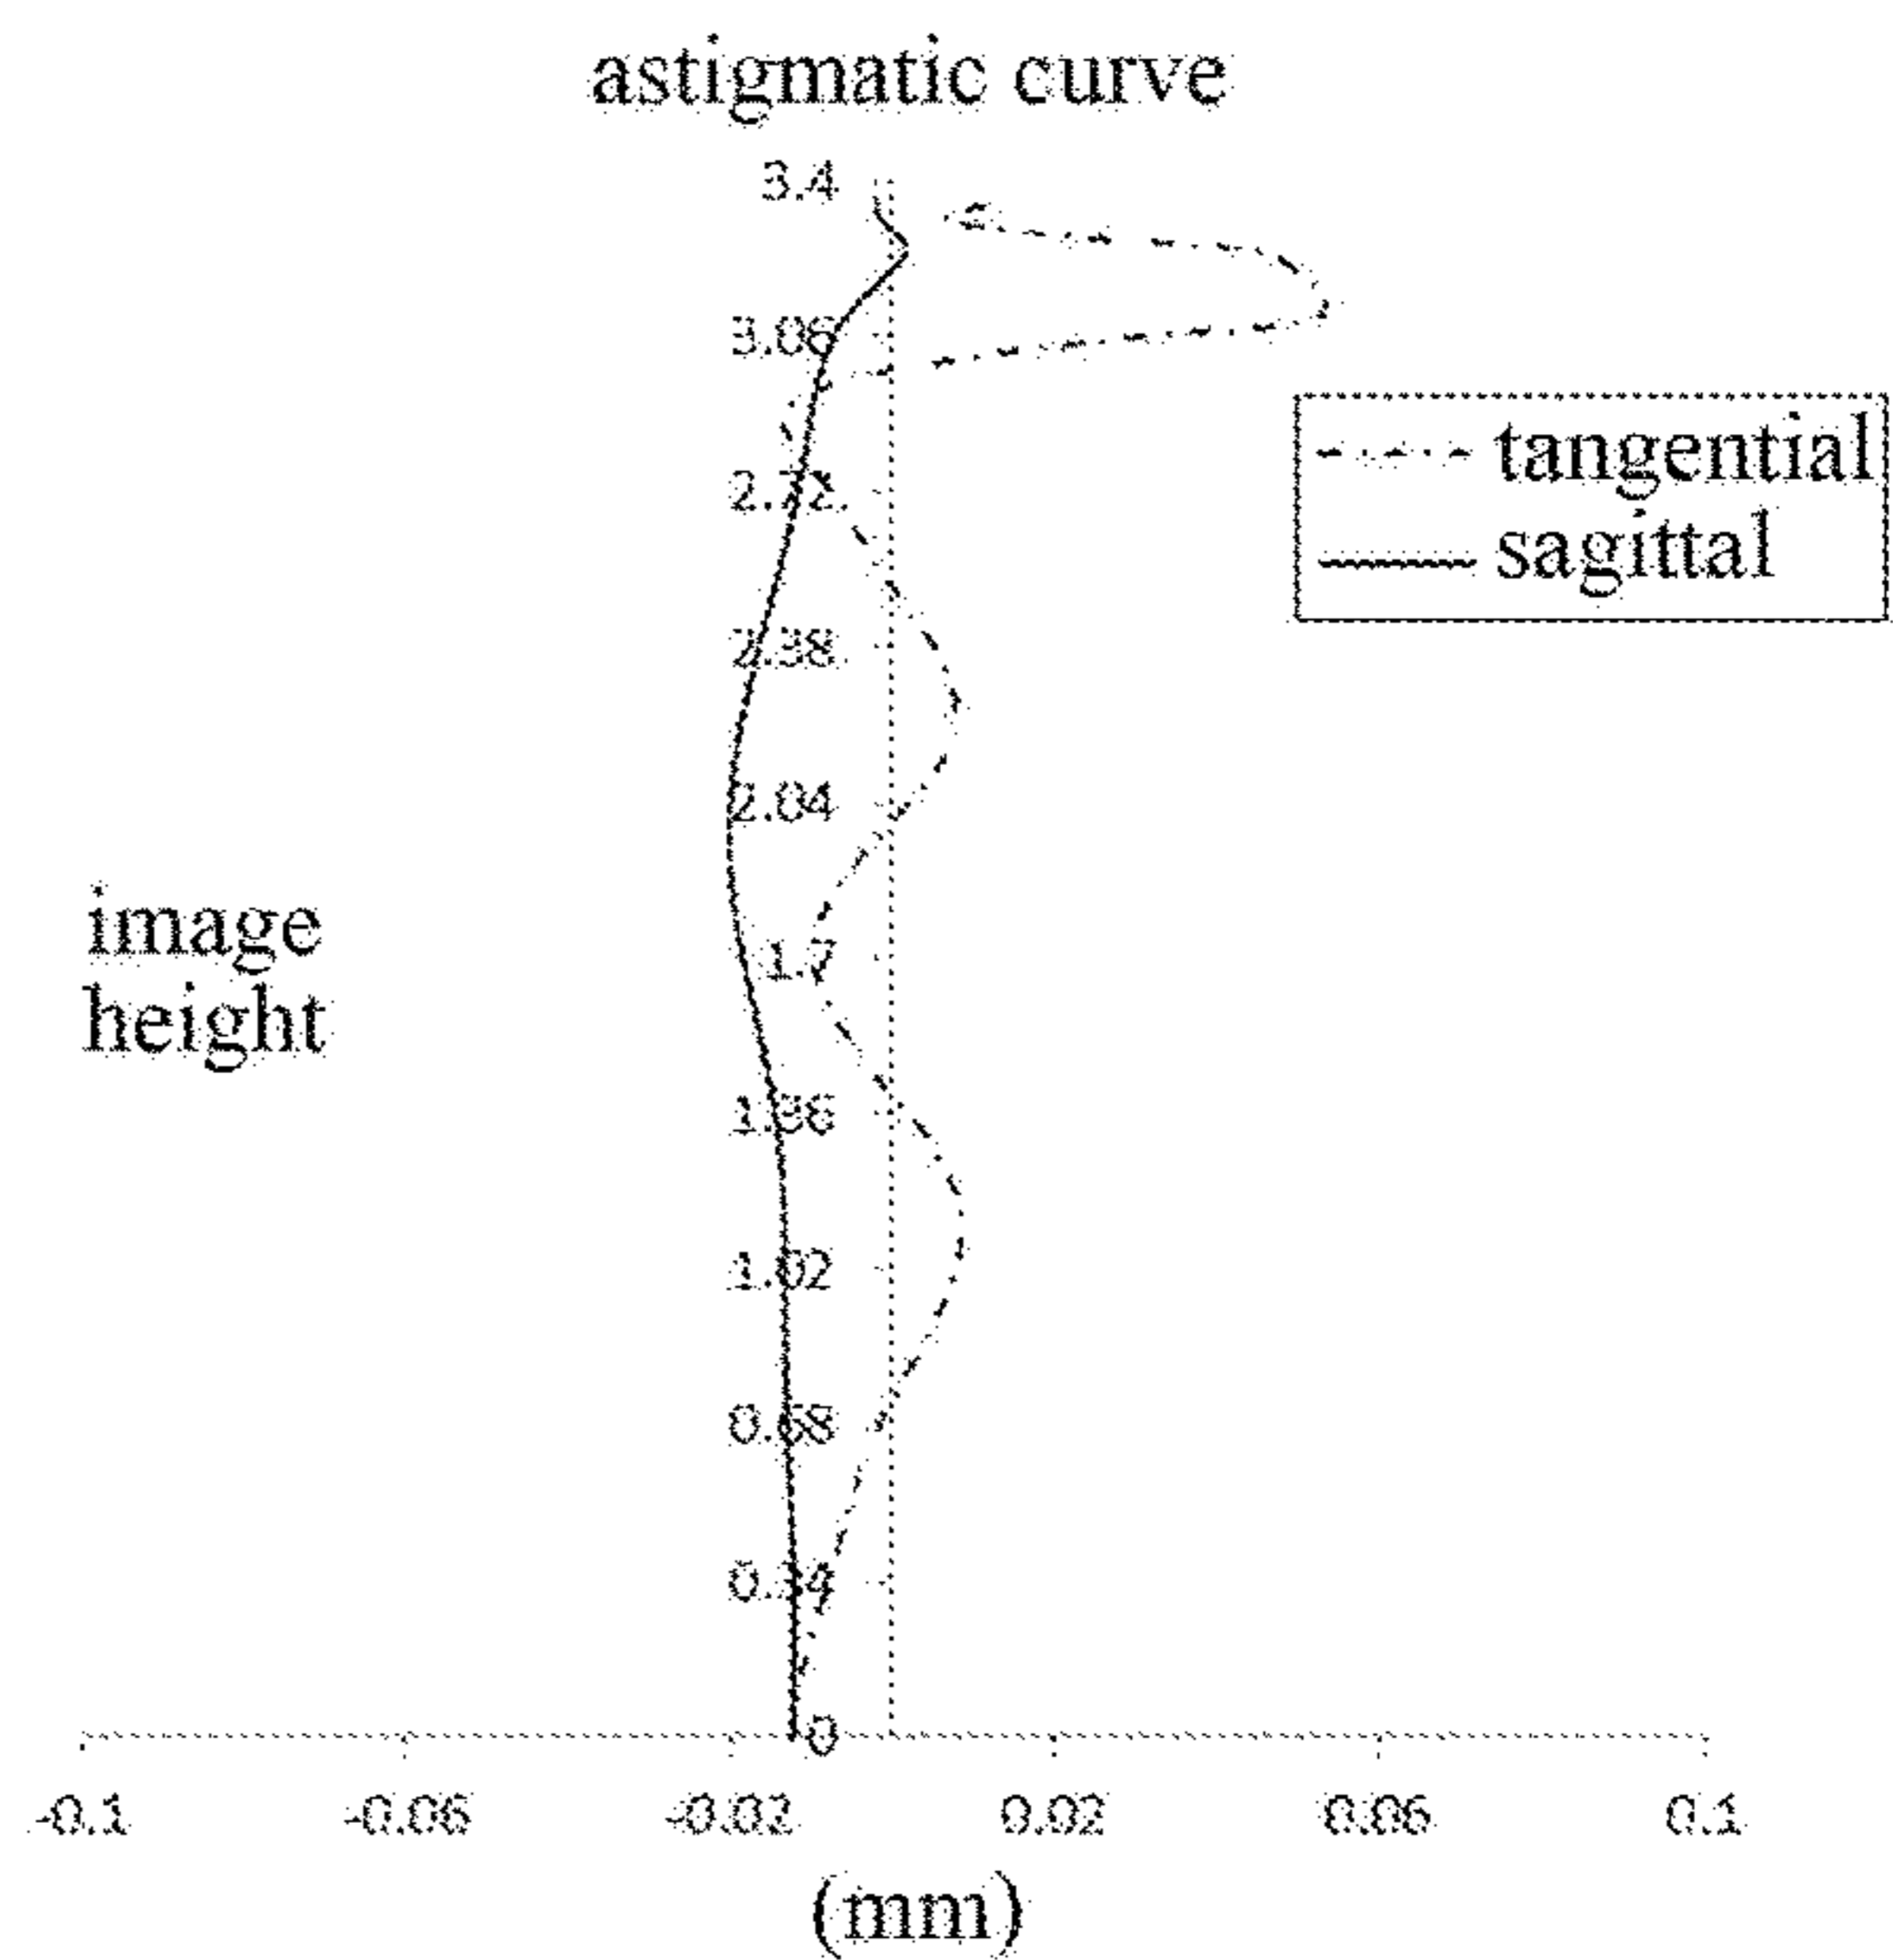 astigmatic curve
3.4
3.06
tangential
2.72
sagittal
2.38
2.04
image
height
1.7
1.36
1.02
0.68
0.34
0
-0.1
-0.06
-0.02
0.02
0.06
0.1
(mm)